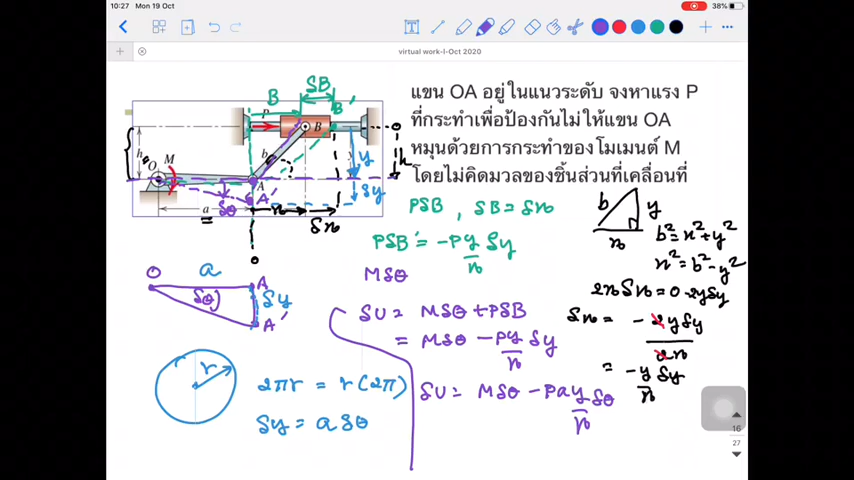 10:27 Mon 19 Oct
38%
virtual work-I-Oct 2020
แขน OA อยู่ในแนวระดับ จงหาแรง P
ที่กระทำเพื่อป้องกันไม่ให้แขน OA
หมุนด้วยการกระทำของโมเมนต์ M
โดยไม่คิดมวลของชิ้นส่วนที่เคลื่อนที่
δB
B
B'
P
B
h
O
M
b
A
A'
δθ
a
x
δx
y
δy
h
PδB , δB = δx
PδB = -Py/x δy
Mδθ
b
y
x
b² = x² + y²
x² = b² - y²
2xδx = 0 - 2yδy
δx = -2yδy / 2x
= -y/x δy
O
a
A
δθ
δy
A'
δU = Mδθ + PδB
= Mδθ - Py/x δy
δU = Mδθ - Pay/x δθ
r
2πr = r(2π)
δy = a δθ
16
27